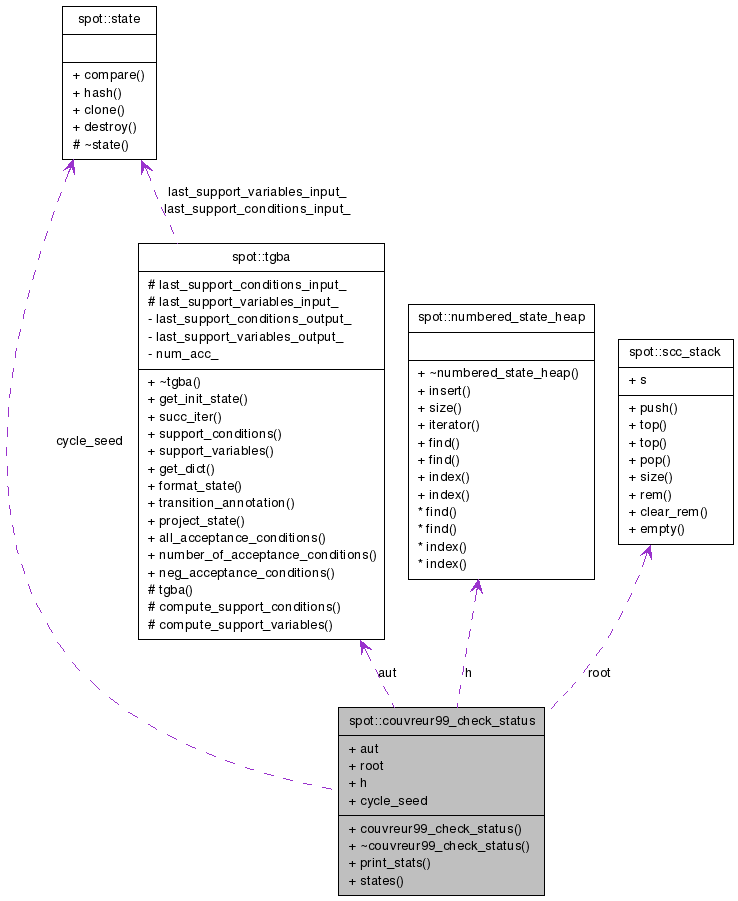 spot::state
+ compare()
+ hash()
+ clone()
+ destroy()
# ~state()
last_support_variables_input_
last_support_conditions_input_
spot::tgba
# last_support_conditions_input_
# last_support_variables_input_
- last_support_conditions_output_
- last_support_variables_output_
- num_acc_
+ ~tgba()
+ get_init_state()
+ succ_iter()
+ support_conditions()
+ support_variables()
+ get_dict()
+ format_state()
+ transition_annotation()
+ project_state()
+ all_acceptance_conditions()
+ number_of_acceptance_conditions()
+ neg_acceptance_conditions()
# tgba()
# compute_support_conditions()
# compute_support_variables()
spot::numbered_state_heap
+ ~numbered_state_heap()
+ insert()
+ size()
+ iterator()
+ find()
+ find()
+ index()
+ index()
* find()
* find()
* index()
* index()
spot::scc_stack
+ s
+ push()
+ top()
+ top()
+ pop()
+ size()
+ rem()
+ clear_rem()
+ empty()
cycle_seed
aut
h
root
spot::couvreur99_check_status
+ aut
+ root
+ h
+ cycle_seed
+ couvreur99_check_status()
+ ~couvreur99_check_status()
+ print_stats()
+ states()